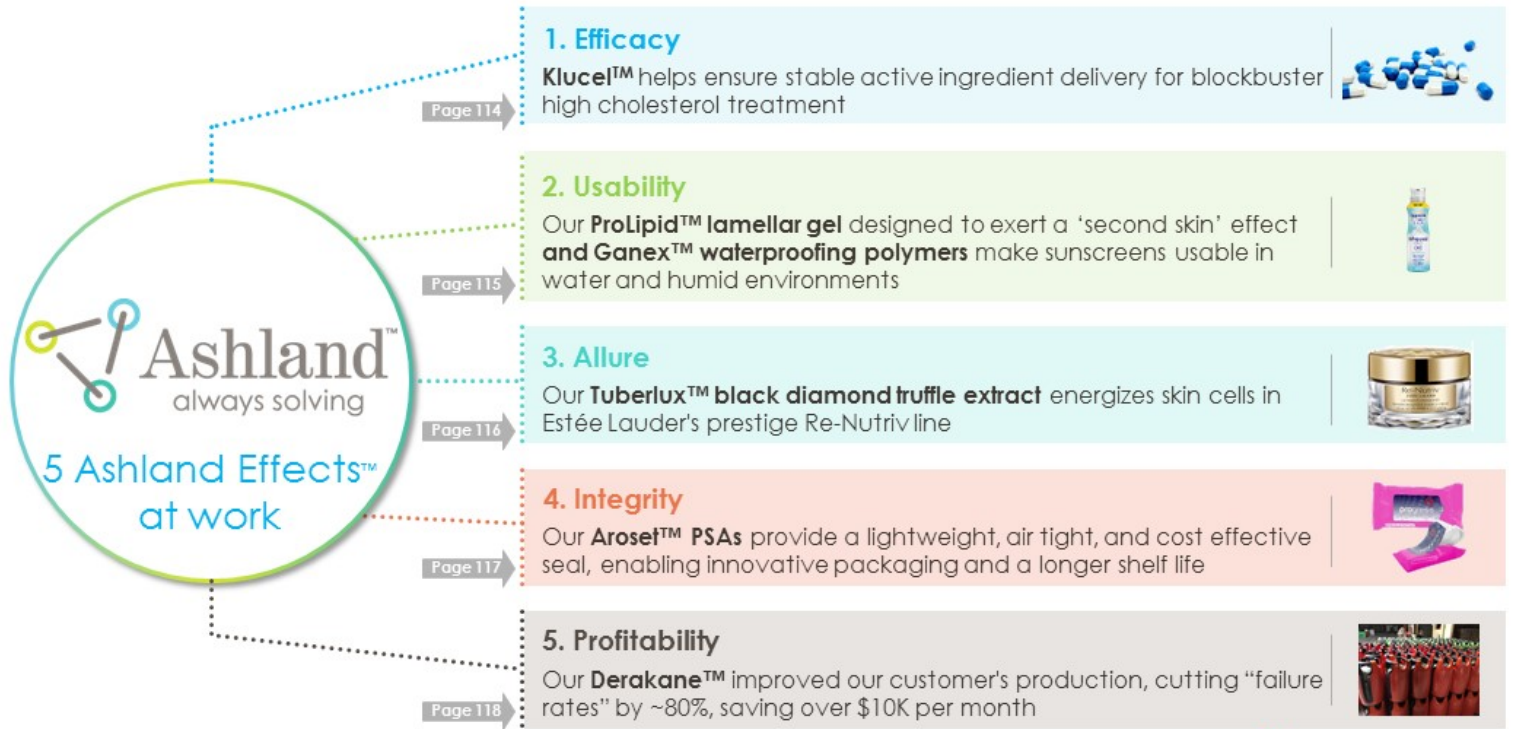 1. Efficacy
Klucel™ helps ensure stable active ingredient delivery for blockbuster
high cholesterol treatment
Page 114
2. Usability
Our ProLipid™ lamellar gel designed to exert a ‘second skin’ effect
and Ganex™ waterproofing polymers make sunscreens usable in
water and humid environments
Page 115
Ashland™
always solving
5 Ashland Effects™
at work
3. Allure
Our Tuberlux™ black diamond truffle extract energizes skin cells in
Estée Lauder's prestige Re-Nutriv line
Page 116
4. Integrity
Our Aroset™ PSAs provide a lightweight, air tight, and cost effective
seal, enabling innovative packaging and a longer shelf life
Page 117
5. Profitability
Our Derakane™ improved our customer's production, cutting “failure
rates” by ~80%, saving over $10K per month
Page 118
Re-Nutriv